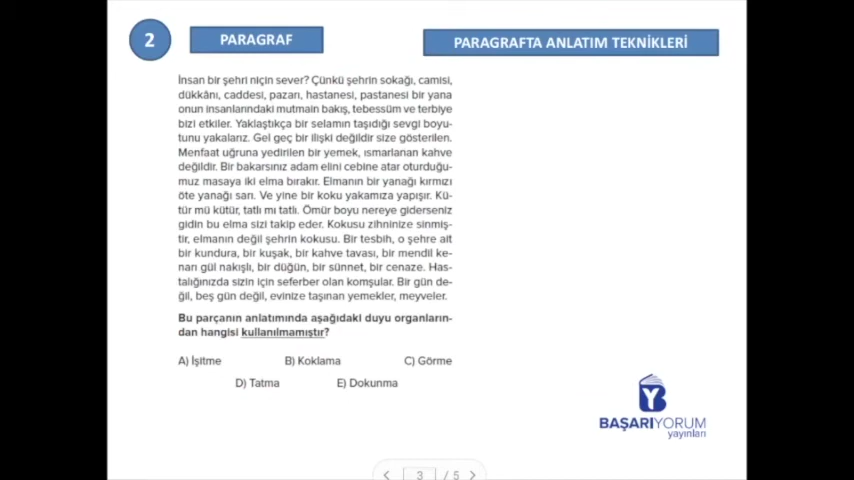 2
PARAGRAF
PARAGRAFTA ANLATIM TEKNİKLERİ
İnsan bir şehri niçin sever? Çünkü şehrin sokağı, camisi,
dükkânı, caddesi, pazarı, hastanesi, pastanesi bir yana
onun insanlarındaki mutmain bakış, tebessüm ve terbiye
bizi etkiler. Yaklaştıkça bir selamın taşıdığı sevgi boyu-
tunu yakalarız. Gel geç bir ilişki değildir size gösterilen.
Menfaat uğruna yedirilen bir yemek, ısmarlanan kahve
değildir. Bir bakarsınız adam elini cebine atar oturduğu-
muz masaya iki elma bırakır. Elmanın bir yanağı kırmızı
öte yanağı sarı. Ve yine bir koku yakamıza yapışır. Kü-
tür mü kütür, tatlı mı tatlı. Ömür boyu nereye giderseniz
gidin bu elma sizi takip eder. Kokusu zihninize sinmiş-
tir, elmanın değil şehrin kokusu. Bir tesbih, o şehre ait
bir kundura, bir kuşak, bir kahve tavası, bir mendil ke-
narı gül nakışlı, bir düğün, bir sünnet, bir cenaze. Has-
talığınızda sizin için seferber olan komşular. Bir gün de-
ğil, beş gün değil, evinize taşınan yemekler, meyveler.
Bu parçanın anlatımında aşağıdaki duyu organların-
dan hangisi kullanılmamıştır?
A) İşitme B) Koklama C) Görme
D) Tatma E) Dokunma
BAŞARIYORUM
yayınları
3 / 5